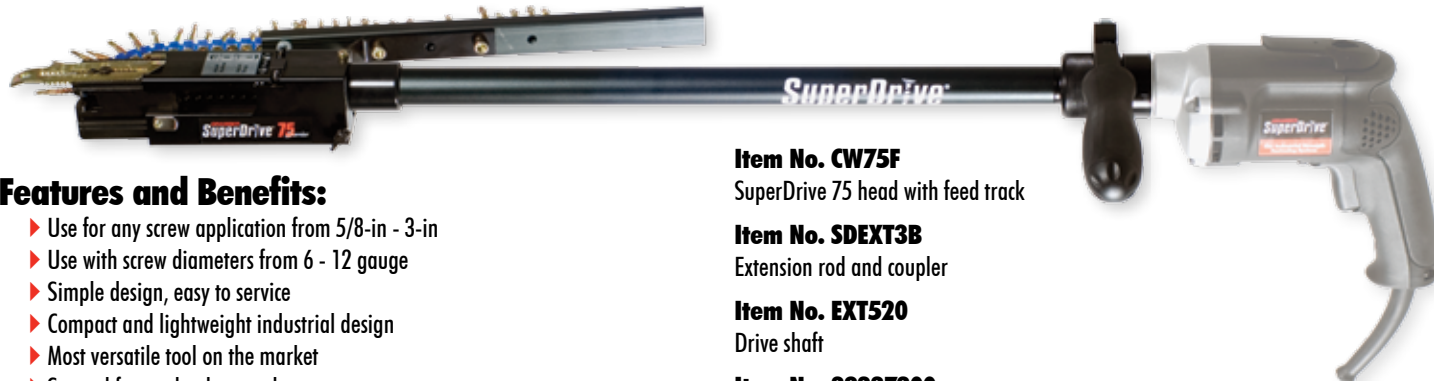 SuperDrive
SuperDrive 75
SuperDrive
Features and Benefits:
Use for any screw application from 5/8-in - 3-in
Use with screw diameters from 6 - 12 gauge
Simple design, easy to service
Compact and lightweight industrial design
Most versatile tool on the market
Item No. CW75F
SuperDrive 75 head with feed track
Item No. SDEXT3B
Extension rod and coupler
Item No. EXT520
Drive shaft
Item No.